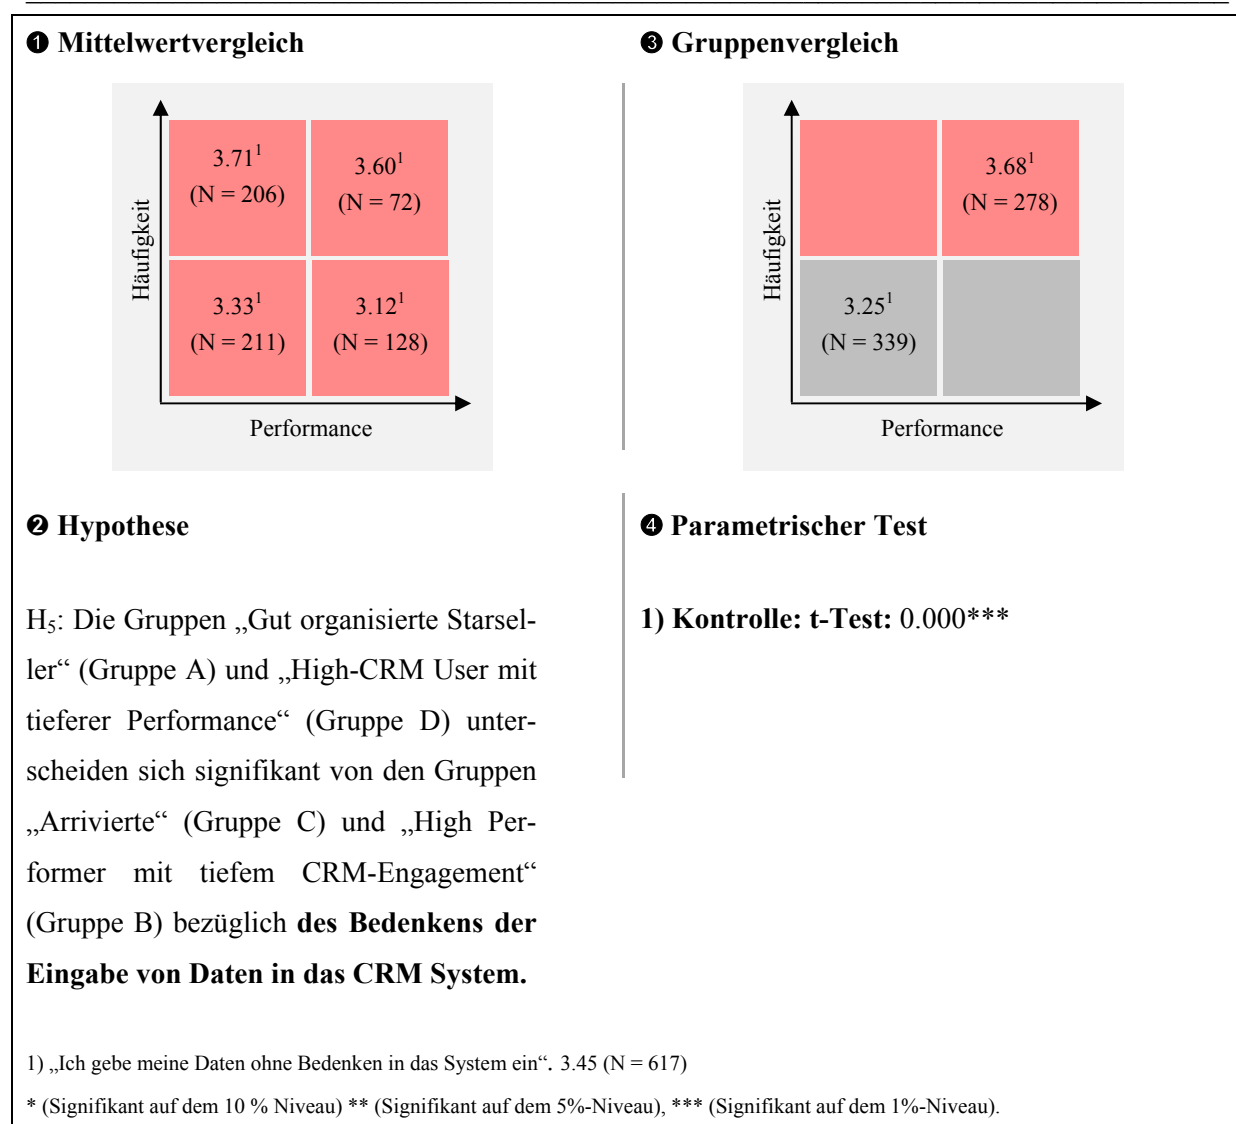 ❶ Mittelwertvergleich
3.71¹
(N = 206)
3.60¹
(N = 72)
3.33¹
(N = 211)
3.12¹
(N = 128)
Häufigkeit
Performance
❷ Hypothese
H₅: Die Gruppen „Gut organisierte Starsel-
ler“ (Gruppe A) und „High-CRM User mit
tieferer Performance“ (Gruppe D) unter-
scheiden sich signifikant von den Gruppen
„Arrivierte“ (Gruppe C) und „High Per-
former mit tiefem CRM-Engagement“
(Gruppe B) bezüglich des Bedenkens der
Eingabe von Daten in das CRM System.
❸ Gruppenvergleich
3.68¹
(N = 278)
3.25¹
(N = 339)
Häufigkeit
Performance
❹ Parametrischer Test
1) Kontrolle: t-Test: 0.000***
1) „Ich gebe meine Daten ohne Bedenken in das System ein“. 3.45 (N = 617)
* (Signifikant auf dem 10 % Niveau) ** (Signifikant auf dem 5%-Niveau), *** (Signifikant auf dem 1%-Niveau).